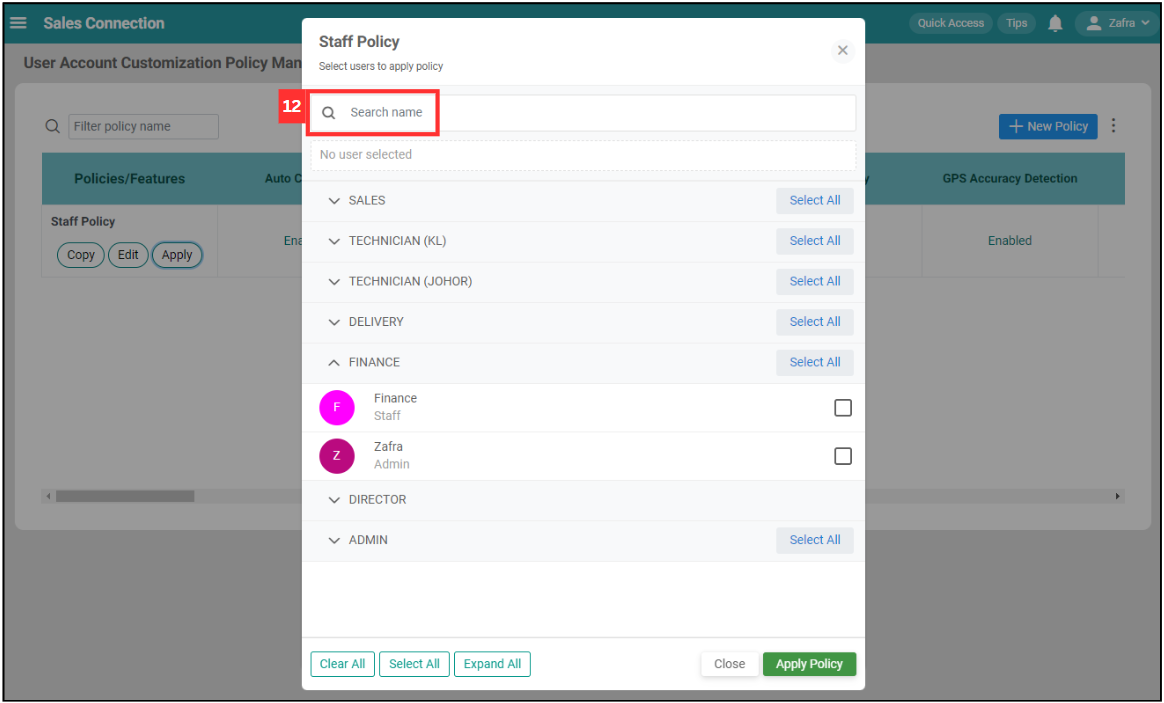 Sales Connection
Quick Access
Tips
Zafra
User Account Customization Policy Man
Filter policy name
New Policy
Policies/Features
Auto C
y
GPS Accuracy Detection
Staff Policy
Copy
Edit
Apply
Ena
Enabled
Staff Policy
Select users to apply policy
12
Search name
No user selected
SALES
Select All
TECHNICIAN (KL)
Select All
TECHNICIAN (JOHOR)
Select All
DELIVERY
Select All
FINANCE
Select All
F
Finance
Staff
Z
Zafra
Admin
DIRECTOR
ADMIN
Select All
Clear All
Select All
Expand All
Close
Apply Policy